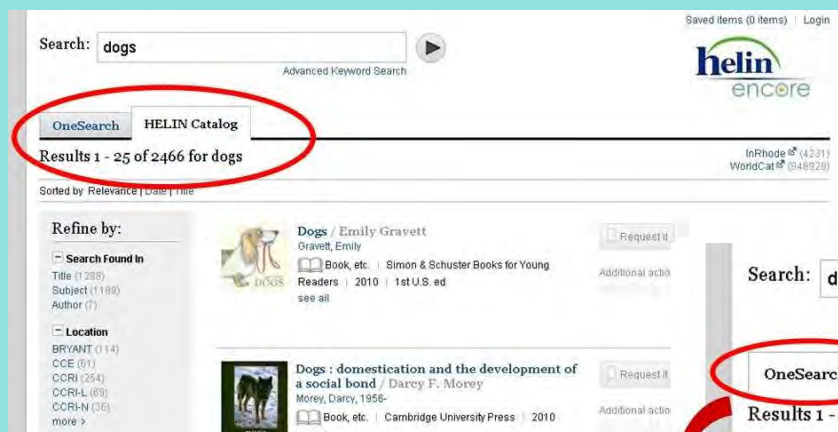 Saved items (0 items) | Login
Search: dogs
Advanced Keyword Search
helin
encore
OneSearch HELIN Catalog
Results 1 - 25 of 2466 for dogs
InRhode (4231)
WorldCat (948928)
Sorted by Relevance | Date | Title
Refine by:
Search Found In
Title (1288)
Subject (1199)
Author (7)
Location
BRYANT (114)
CCE (61)
CCRI (254)
CCRI-L (69)
CCRI-N (36)
more >
DOGS
Dogs / Emily Gravett
Gravett, Emily
Book, etc. | Simon & Schuster Books for Young
Readers | 2010 | 1st U.S. ed
see all
Request it
Additional actio
Dogs : domestication and the development of
a social bond / Darcy F. Morey
Morey, Darcy, 1956-
Book, etc. | Cambridge University Press | 2010
Request it
Additional actio
Search: d
OneSearc
Results 1 -